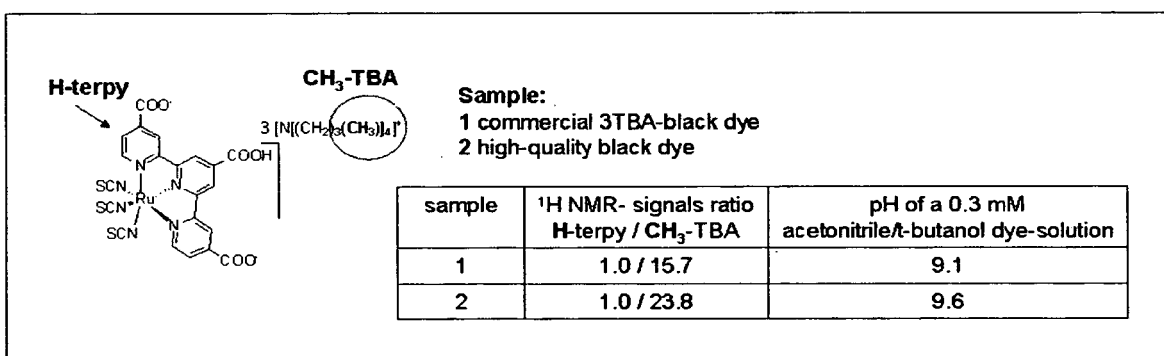 H-terpy
CH₃-TBA
COO⁻
3 [N[(CH₂)₃(CH₃)]₄]⁺
COOH
N
N
N
Ru
SCN
SCN
SCN
COO⁻
Sample:
1 commercial 3TBA-black dye
2 high-quality black dye
sample ¹H NMR- signals ratio H-terpy / CH₃-TBA pH of a 0.3 mM acetonitrile/t-butanol dye-solution
1 1.0 / 15.7 9.1
2 1.0 / 23.8 9.6